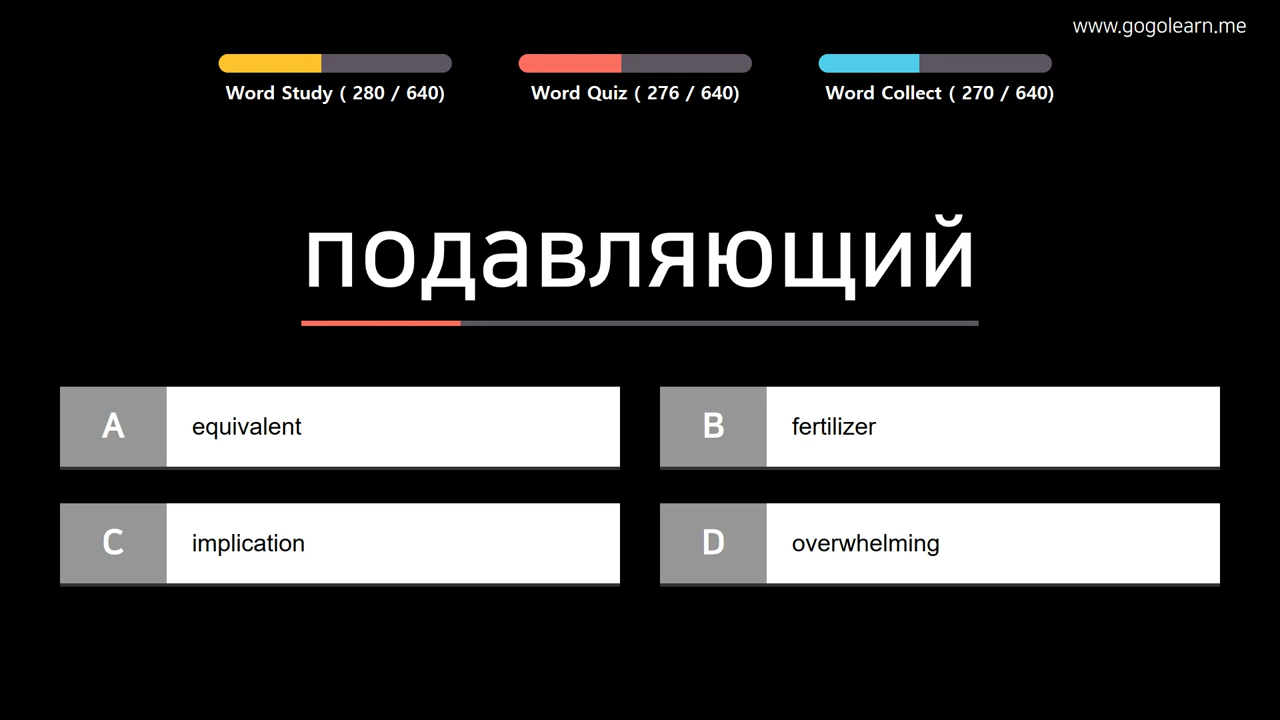 www.gogolearn.me
Word Study ( 280 / 640)
Word Quiz ( 276 / 640)
Word Collect ( 270 / 640)
подавляющий
A equivalent
B fertilizer
C implication
D overwhelming